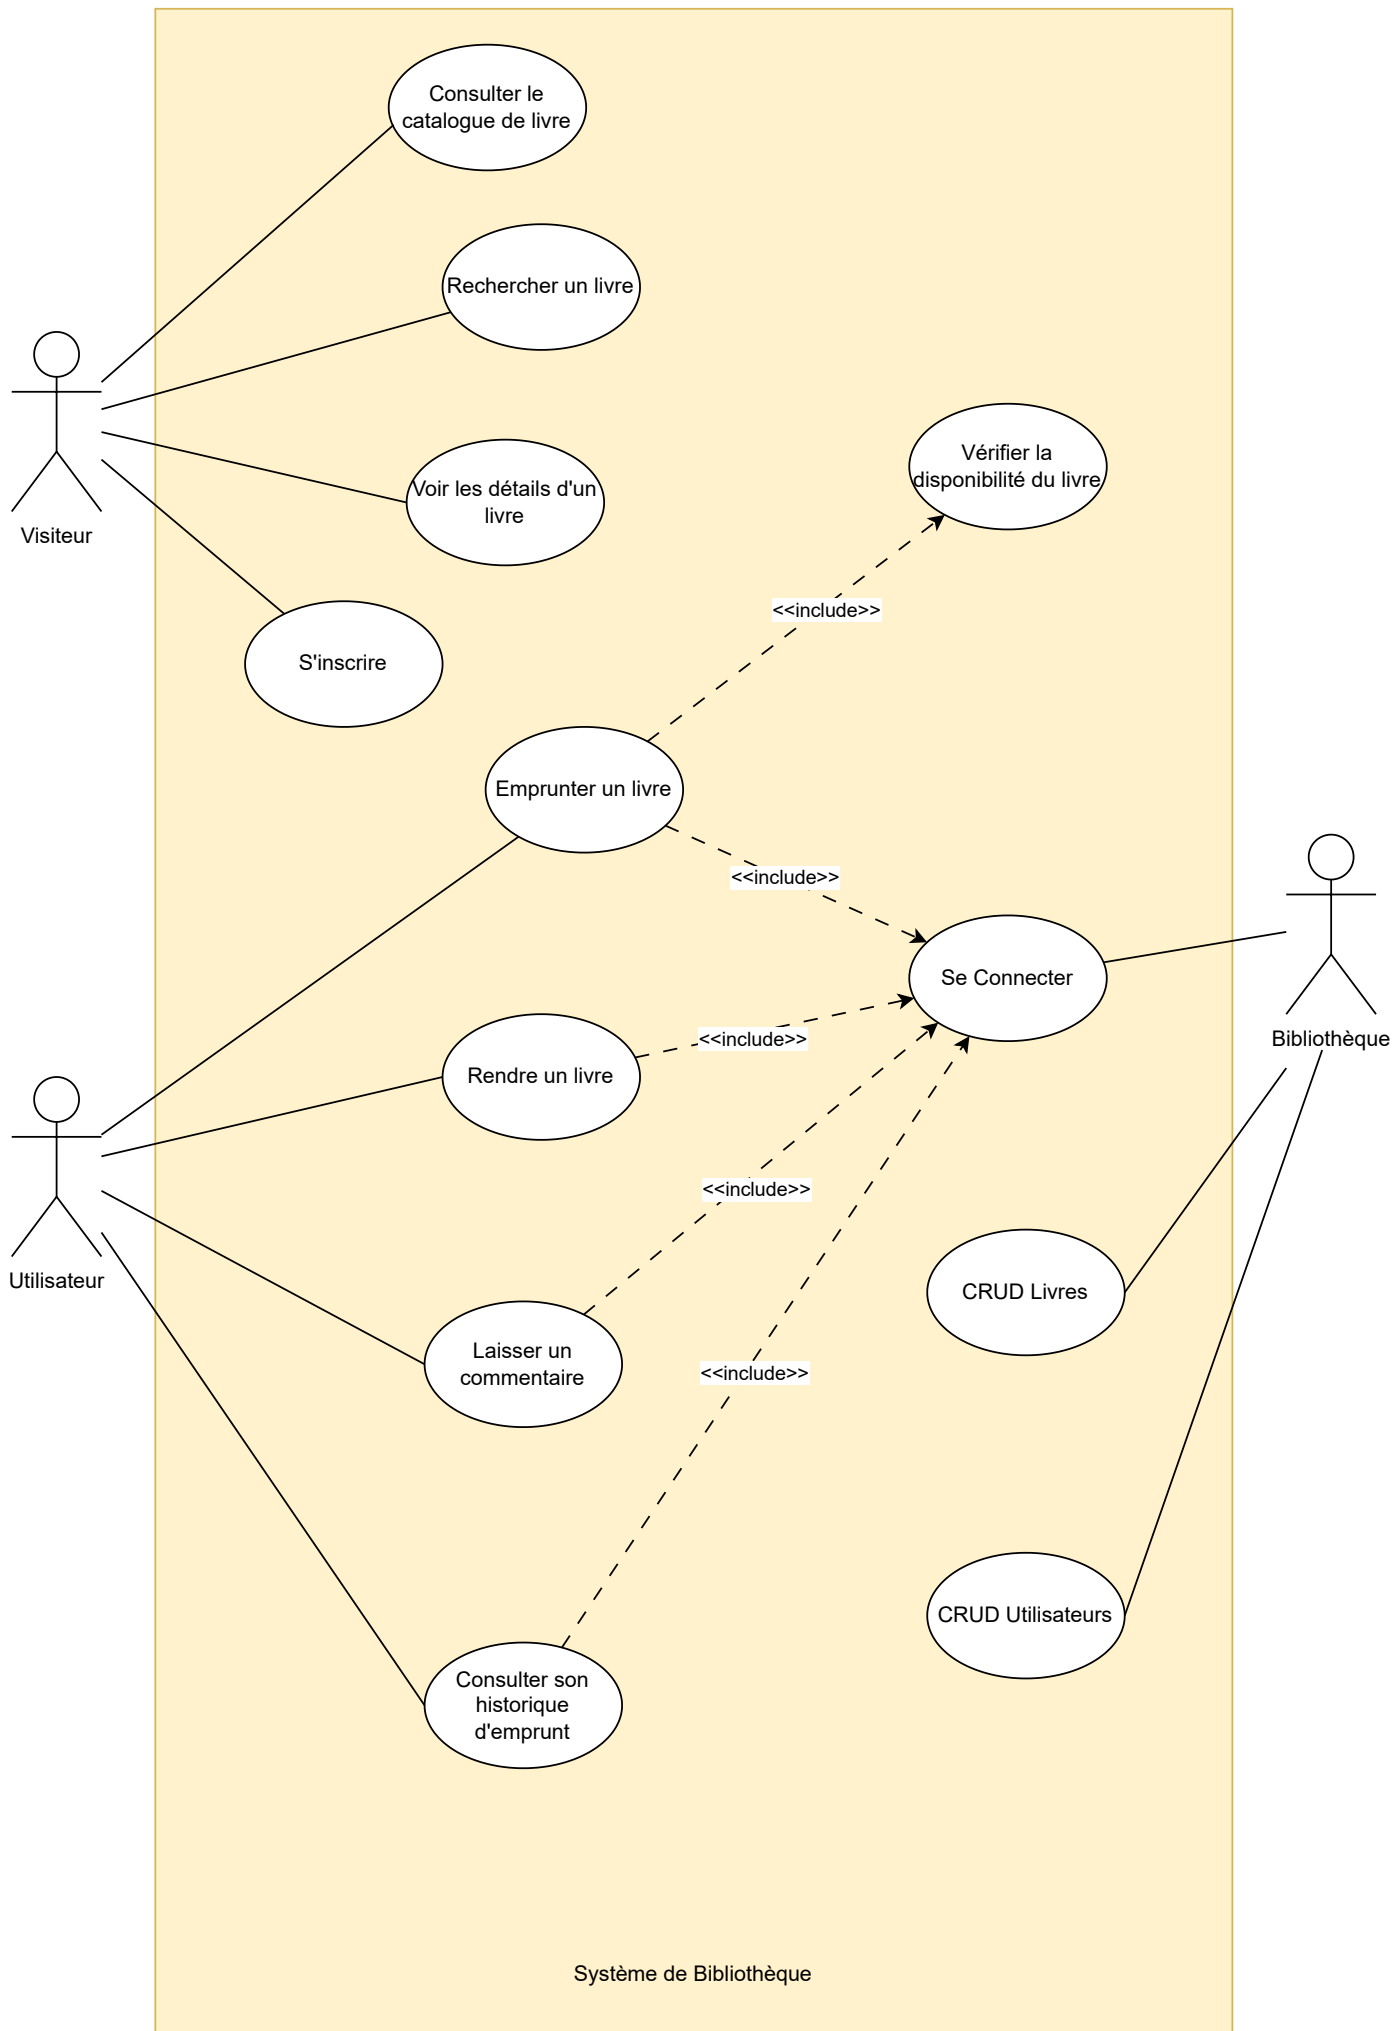 Consulter le
catalogue de livre
Rechercher un livre
Vérifier la
disponibilité du livre
Voir les détails d'un
livre
Visiteur
<<include>>
S'inscrire
Emprunter un livre
<<include>>
Se Connecter
Bibliothèque
<<include>>
Rendre un livre
<<include>>
Utilisateur
CRUD Livres
Laisser un
commentaire
<<include>>
CRUD Utilisateurs
Consulter son
historique
d'emprunt
Système de Bibliothèque